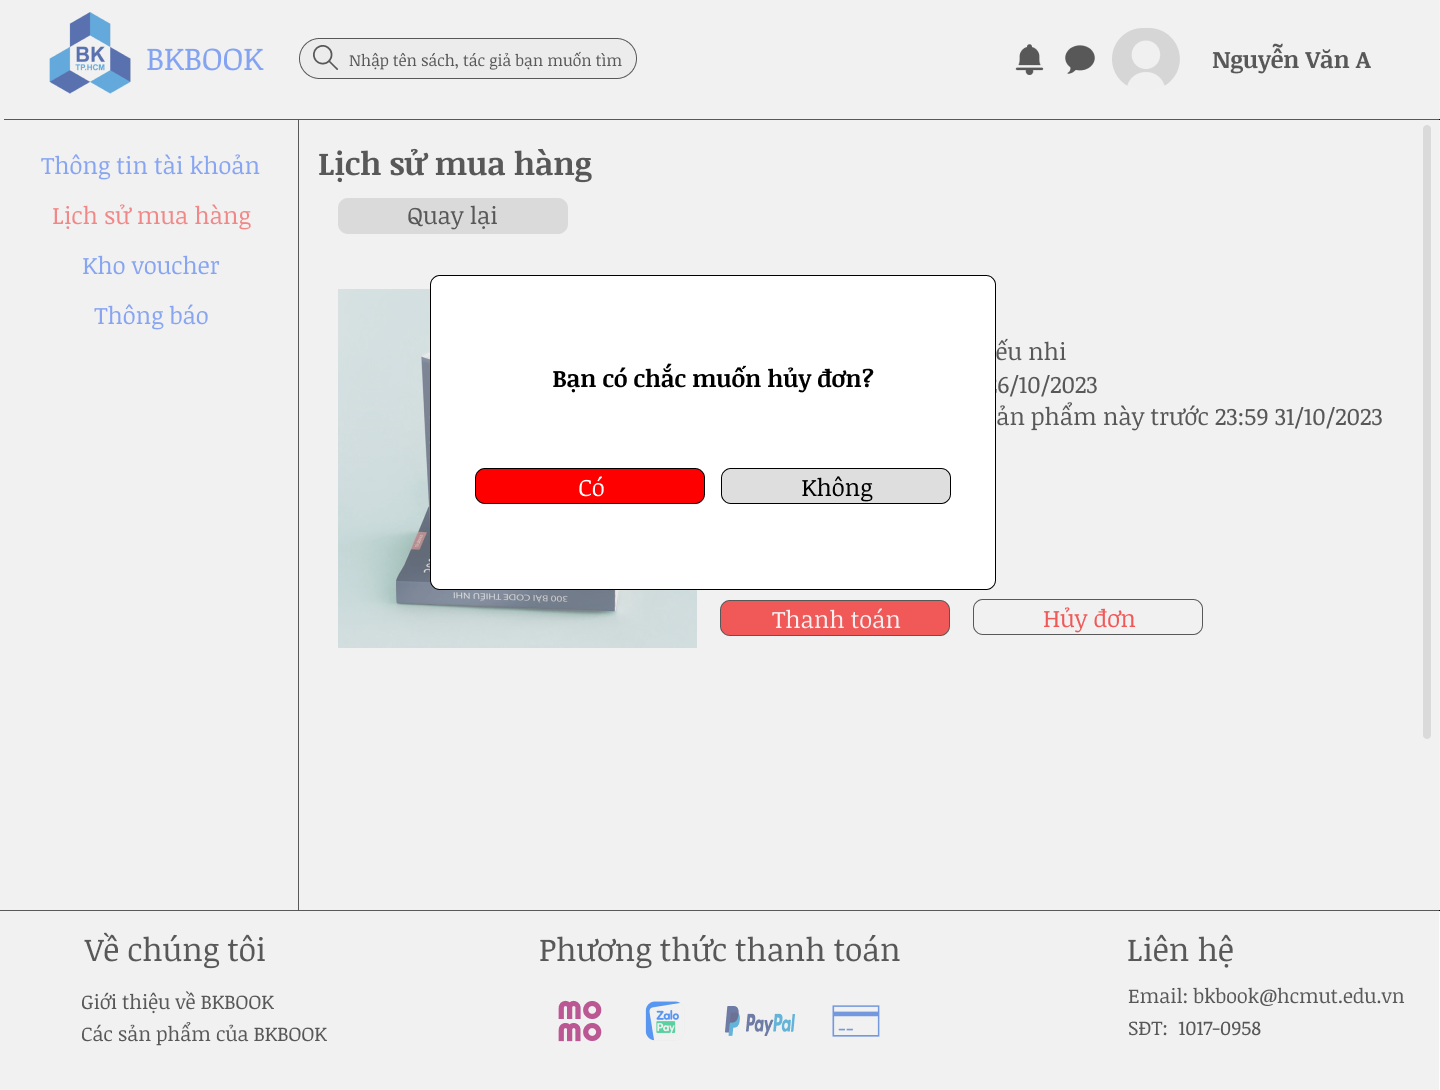 BK
TP.HCM
BKBOOK
Nhập tên sách, tác giả bạn muốn tìm
Nguyễn Văn A
Thông tin tài khoản
Lịch sử mua hàng
Kho voucher
Thông báo
Lịch sử mua hàng
Quay lại
ếu nhi
6/10/2023
ản phẩm này trước 23:59 31/10/2023
Bạn có chắc muốn hủy đơn?
Có
Không
300 BÀI CODE THIẾU NHI
Thanh toán
Hủy đơn
Về chúng tôi
Giới thiệu về BKBOOK
Các sản phẩm của BKBOOK
Phương thức thanh toán
mo
mo
Zalo
Pay
PayPal
Liên hệ
Email: bkbook@hcmut.edu.vn
SĐT: 1017-0958